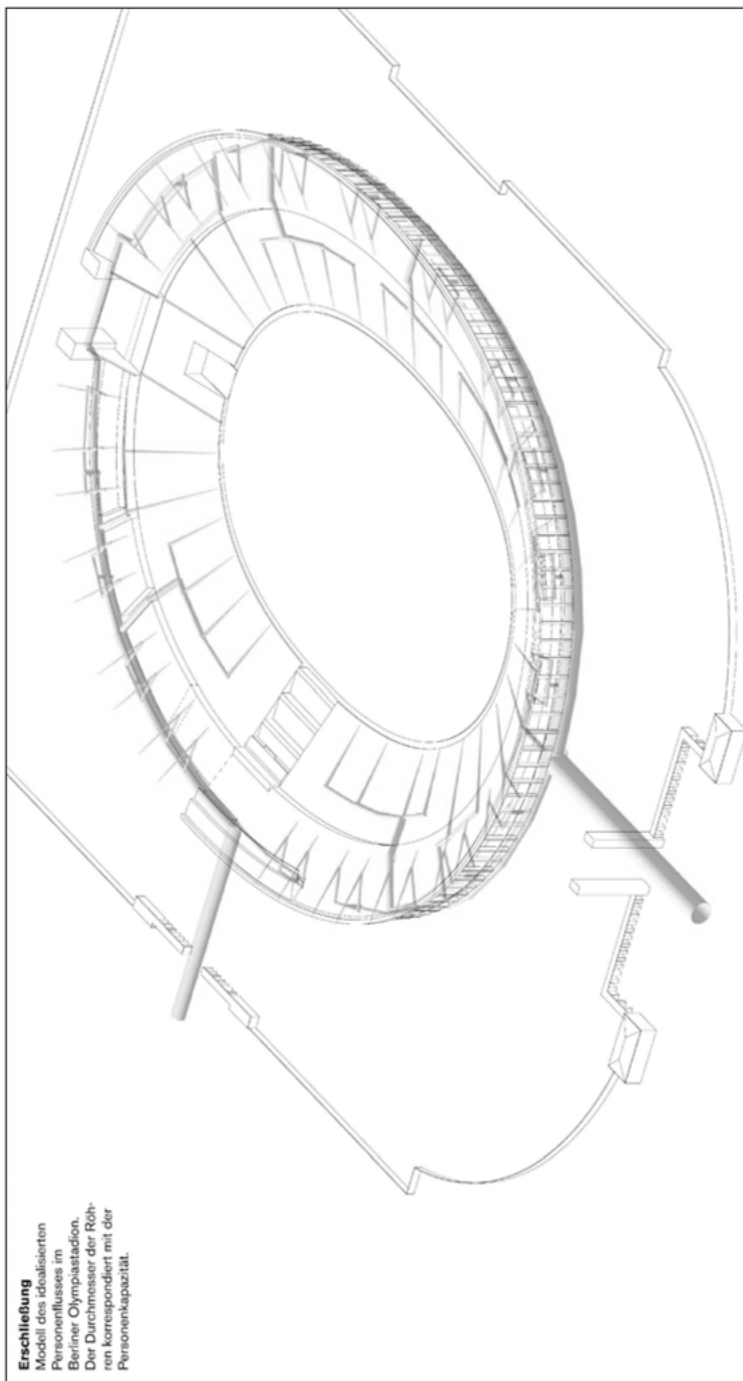 Erschließung
Modell des idealisierten
Personenflusses im
Berliner Olympiastadion.
Der Durchmesser der Röh-
ren korrespondiert mit der
Personenkapazität.